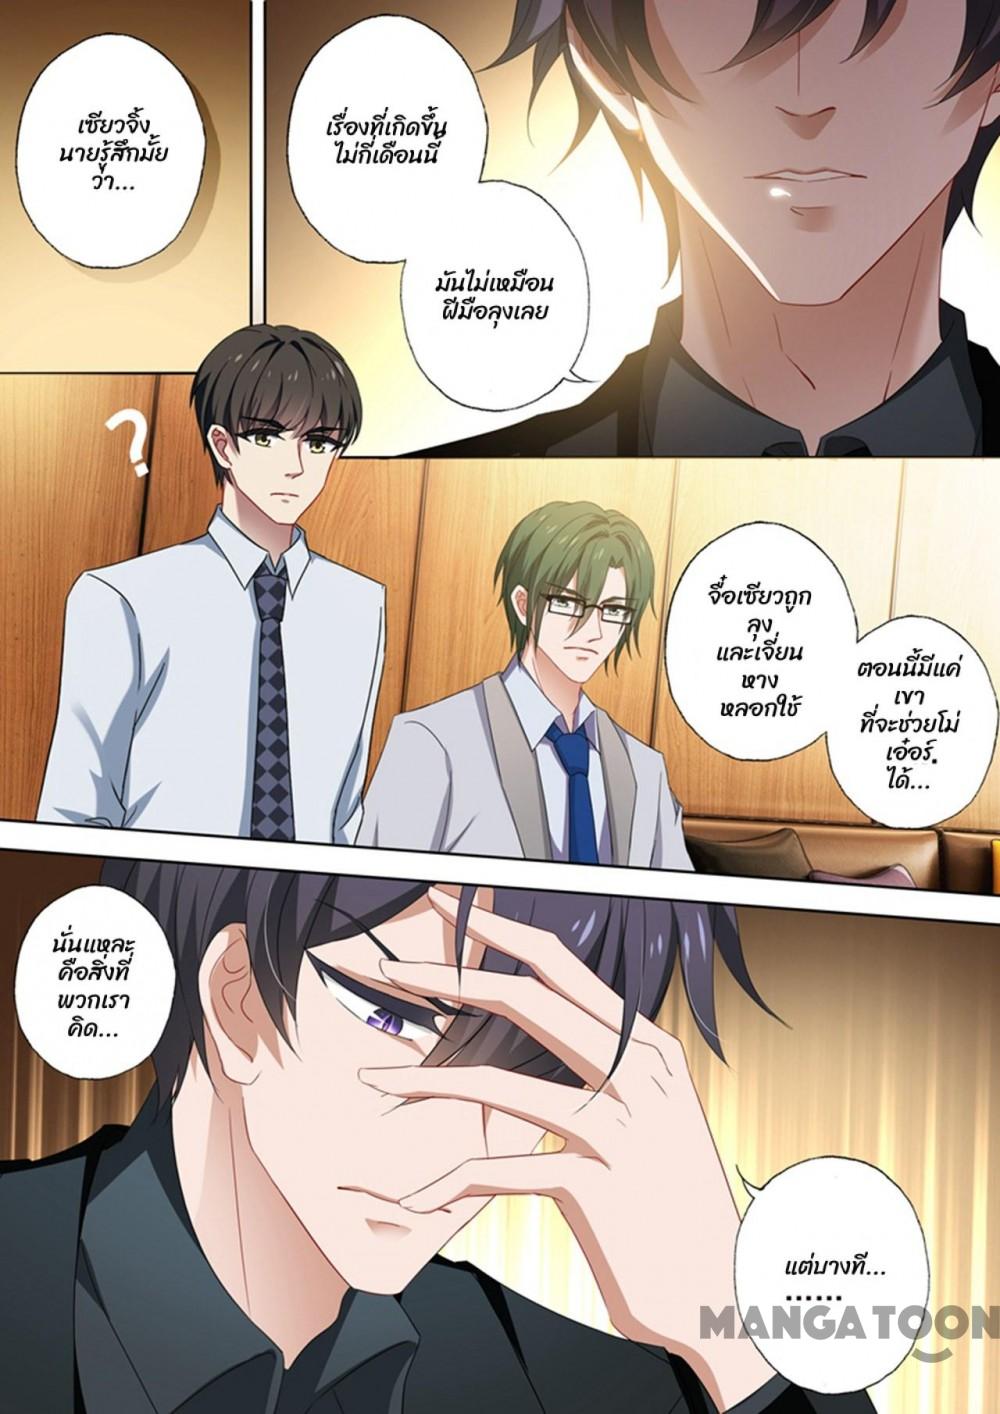 เซียวจิ้ง
นายรู้สึกมั้ย
ว่า...
เรื่องที่เกิดขึ้น
ไม่กี่เดือนนี้
มันไม่เหมือน
ฝีมือลุงเลย
?
จื่อเซียวถูก
ลุง
และเจี่ยน
หาง
หลอกใช้
ตอนนี้มีแค่
เขา
ที่จะช่วยโม่
เอ๋อร์
ได้...
นั่นแหละ
คือสิ่งที่
พวกเรา
คิด...
แต่บางที...
......
MANGATOON